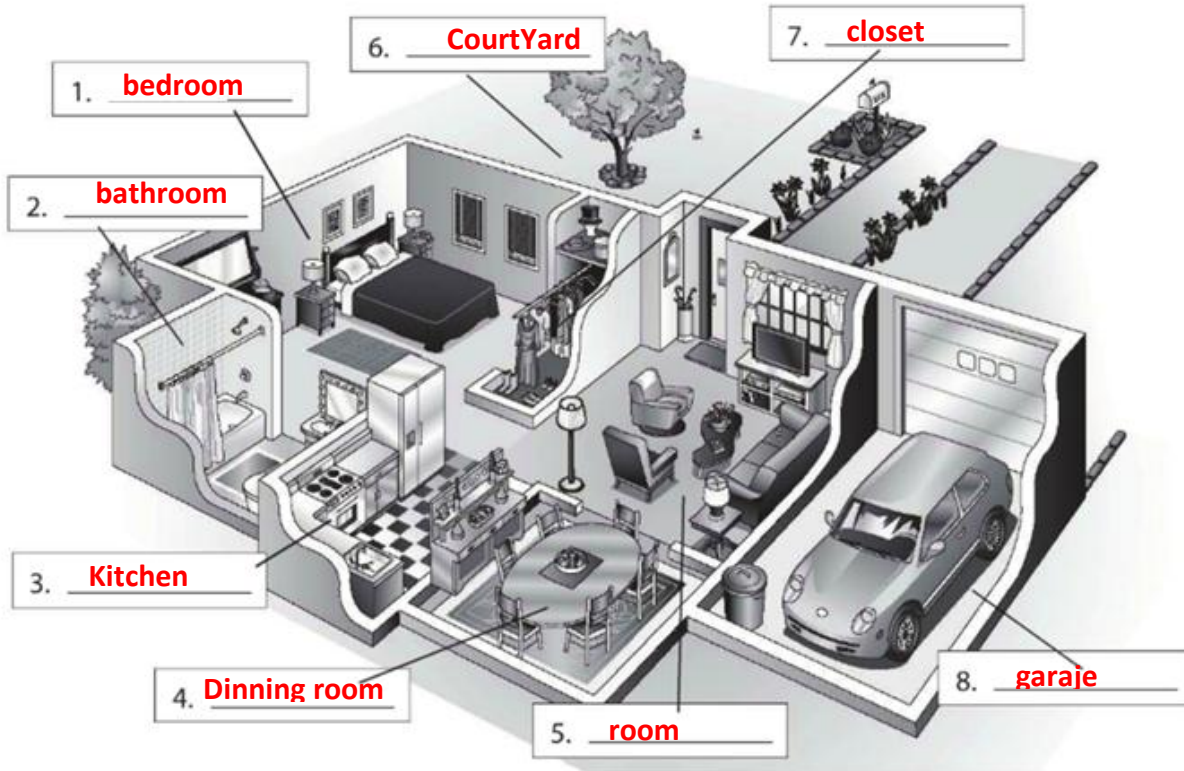 1. bedroom
2. bathroom
3. Kitchen
4. Dinning room
5. room
6. CourtYard
7. closet
8. garaje